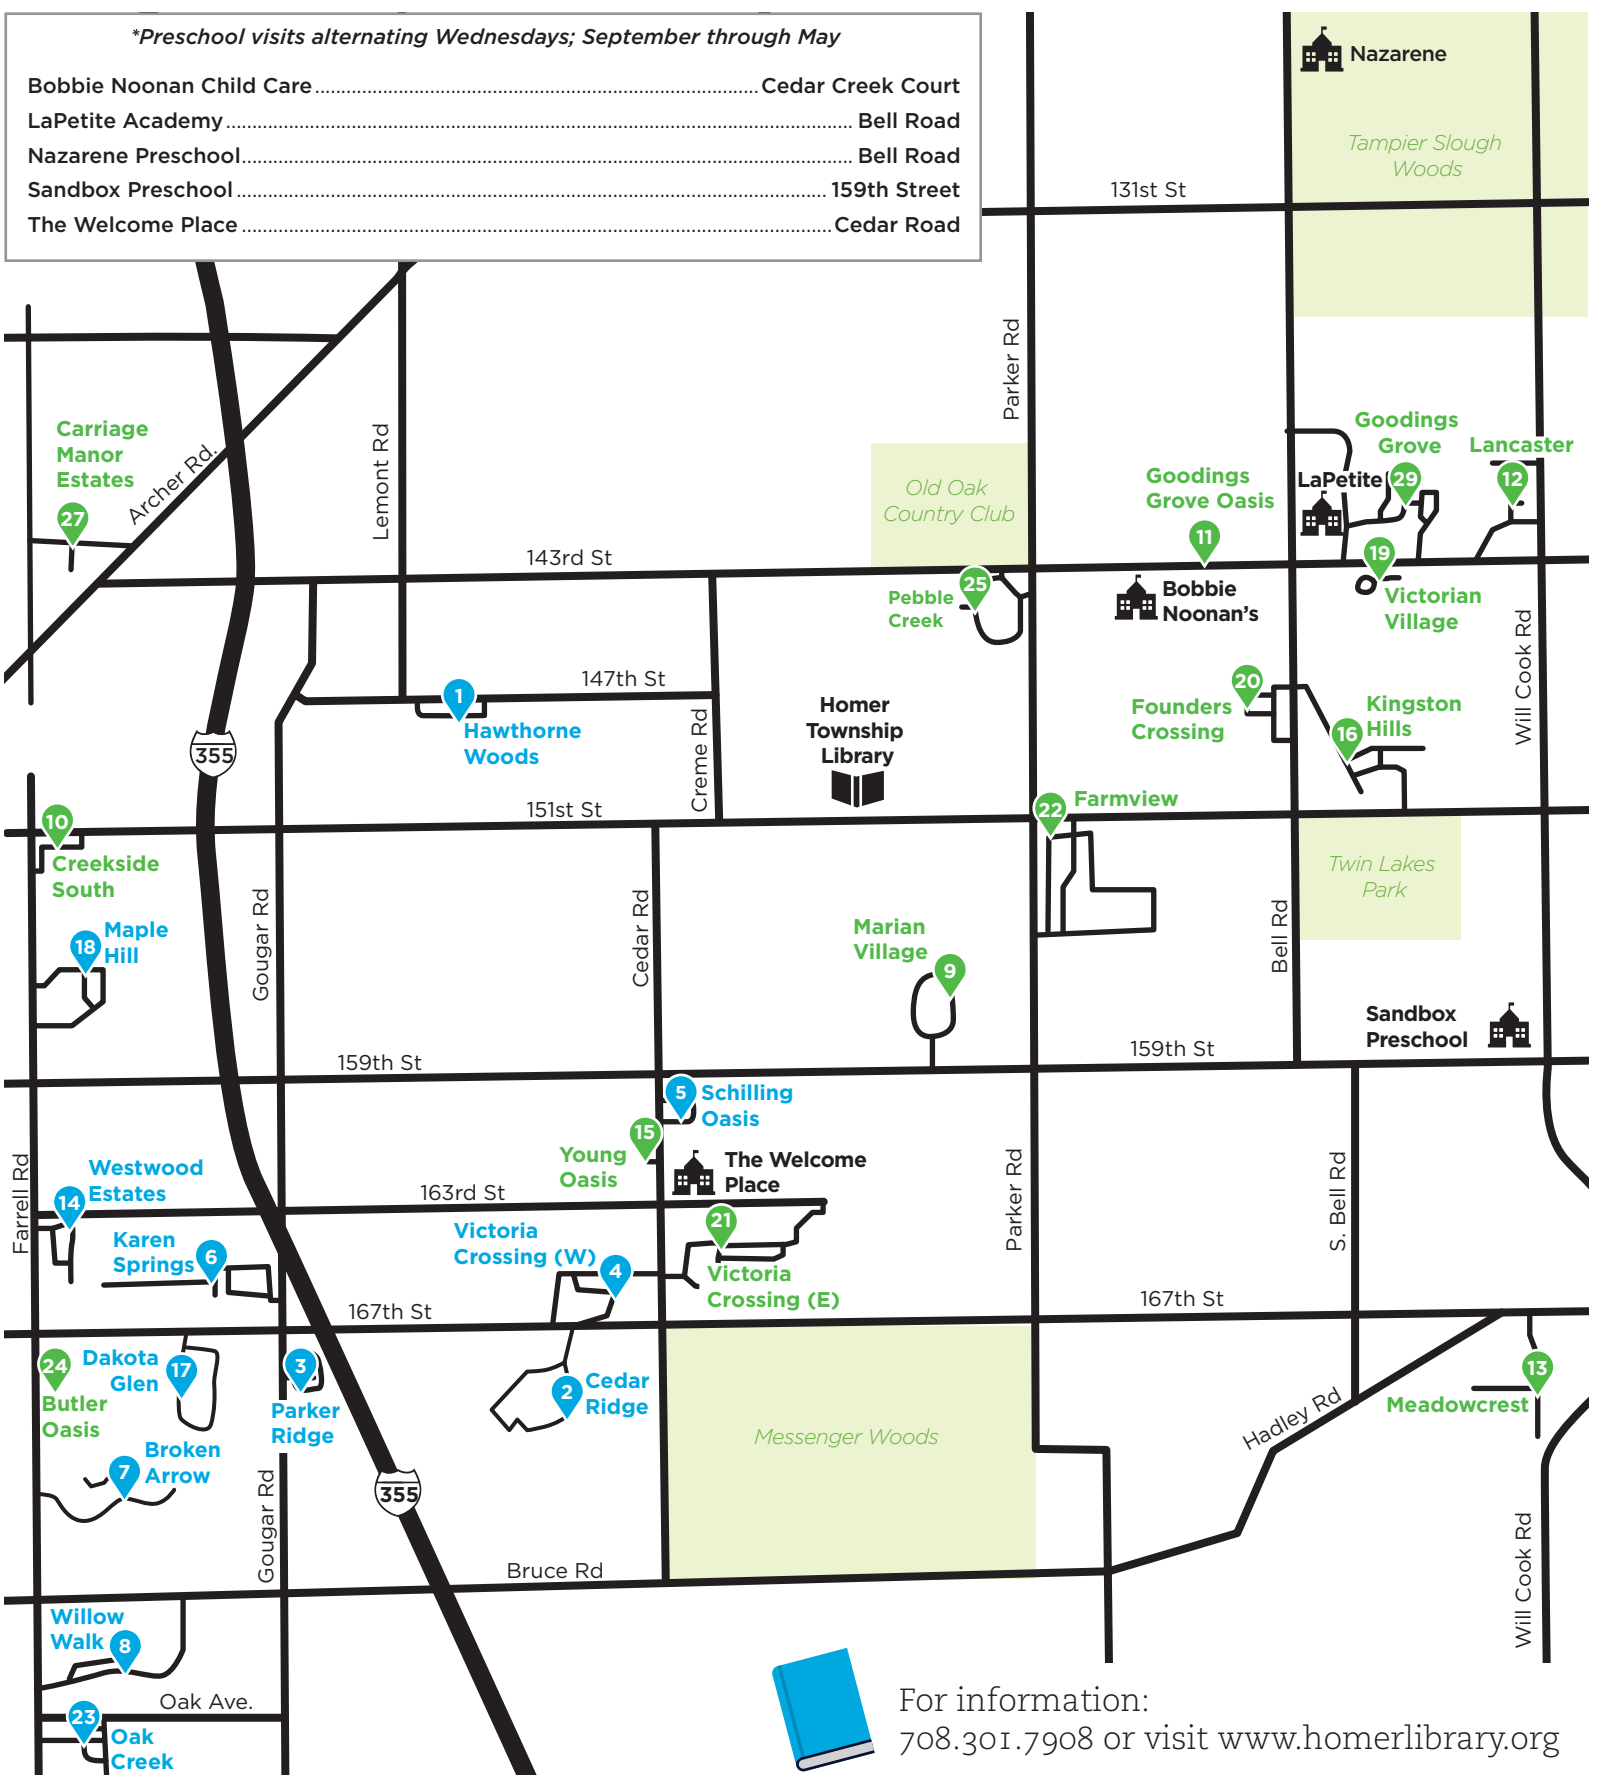 *Preschool visits alternating Wednesdays; September through May
Bobbie Noonan Child Care ........ Cedar Creek Court
LaPetite Academy ........ Bell Road
Nazarene Preschool ........ Bell Road
Sandbox Preschool ........ 159th Street
The Welcome Place ........ Cedar Road
Nazarene
Tampier Slough
Woods
131st St
Parker Rd
Carriage
Manor
Estates
27
Archer Rd.
Lemont Rd
Old Oak
Country Club
143rd St
Goodings
Grove Oasis
11
Goodings
Grove
29
LaPetite
Lancaster
12
19
Victorian
Village
Bobbie
Noonan's
25
Pebble
Creek
Will Cook Rd
147th St
1
Hawthorne
Woods
Creme Rd
Homer
Township
Library
20
Founders
Crossing
Kingston
Hills
16
355
151st St
22
Farmview
10
Creekside
South
Twin Lakes
Park
Maple
Hill
18
Gougar Rd
Cedar Rd
Marian
Village
9
Bell Rd
Sandbox
Preschool
159th St
159th St
5
Schilling
Oasis
15
Young
Oasis
The Welcome
Place
Farrell Rd
Westwood
Estates
14
163rd St
Parker Rd
S. Bell Rd
Karen
Springs
6
Victoria
Crossing (W)
4
21
Victoria
Crossing (E)
167th St
167th St
24
Butler
Oasis
Dakota
Glen
17
3
Parker
Ridge
2
Cedar
Ridge
Messenger Woods
Hadley Rd
13
Meadowcrest
Broken
Arrow
7
Gougar Rd
355
Will Cook Rd
Bruce Rd
Willow
Walk
8
Oak Ave.
23
Oak
Creek
For information:
708.301.7908 or visit www.homerlibrary.org